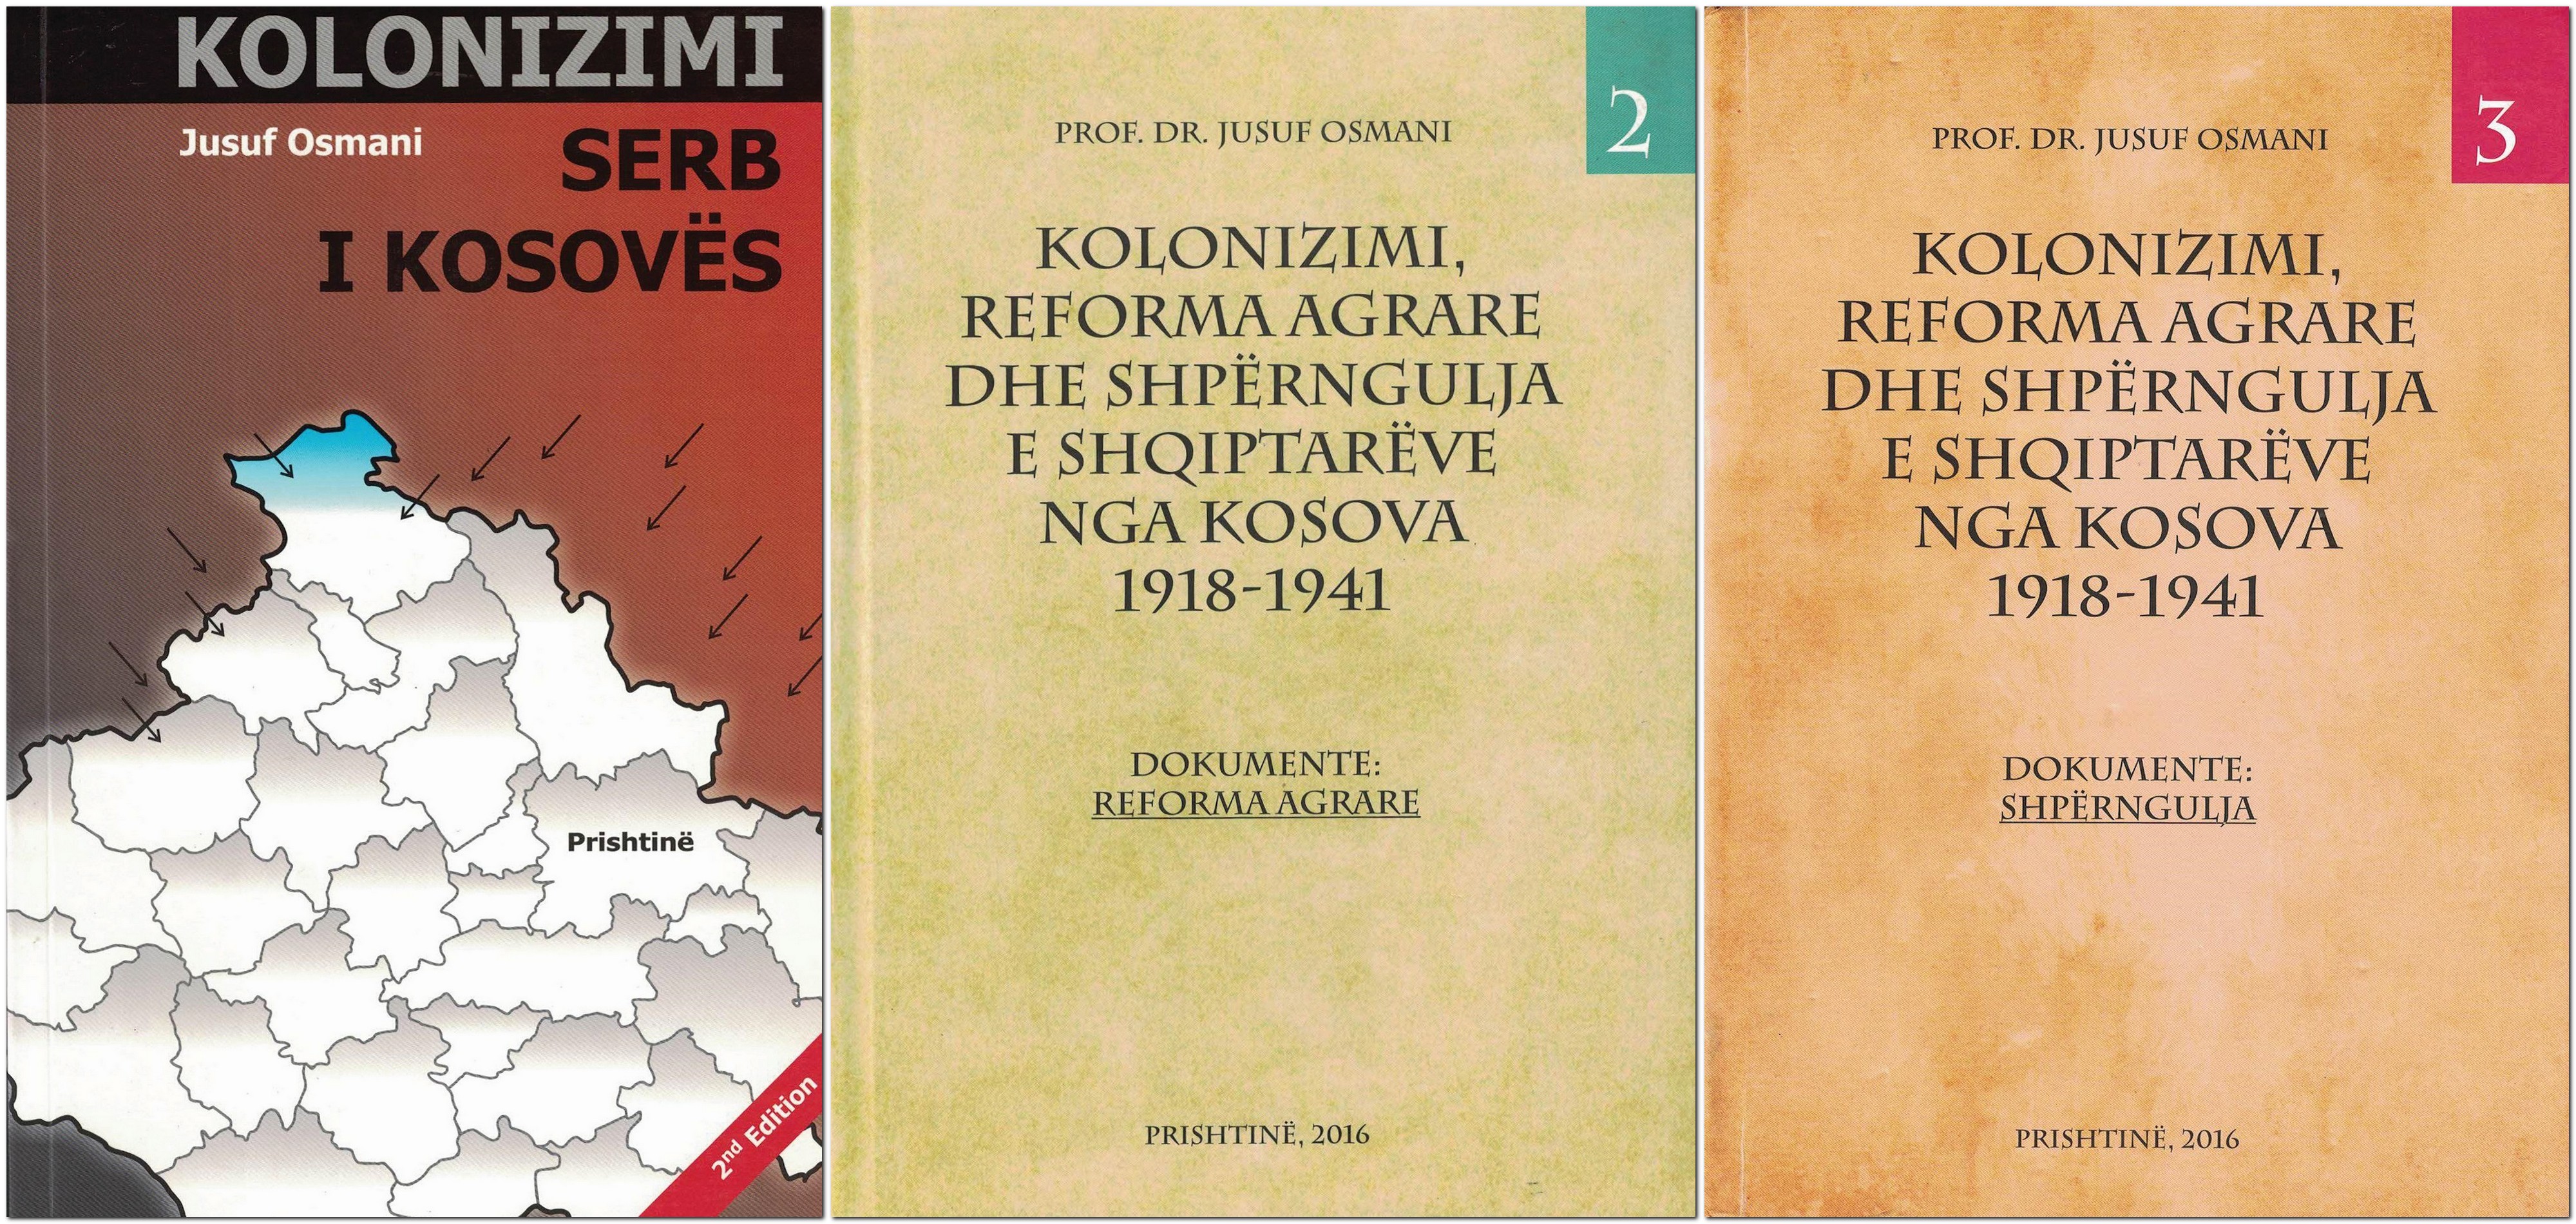 KOLONIZIMI
Jusuf Osmani
SERB
I KOSOVËS
Prishtinë
2nd Edition
2
PROF. DR. JUSUF OSMANI
KOLONIZIMI,
REFORMA AGRARE
DHE SHPËRNGULJA
E SHQIPTARËVE
NGA KOSOVA
1918-1941
DOKUMENTE:
REFORMA AGRARE
PRISHTINË, 2016
3
PROF. DR. JUSUF OSMANI
KOLONIZIMI,
REFORMA AGRARE
DHE SHPËRNGULJA
E SHQIPTARËVE
NGA KOSOVA
1918-1941
DOKUMENTE:
SHPËRNGULJA
PRISHTINË, 2016